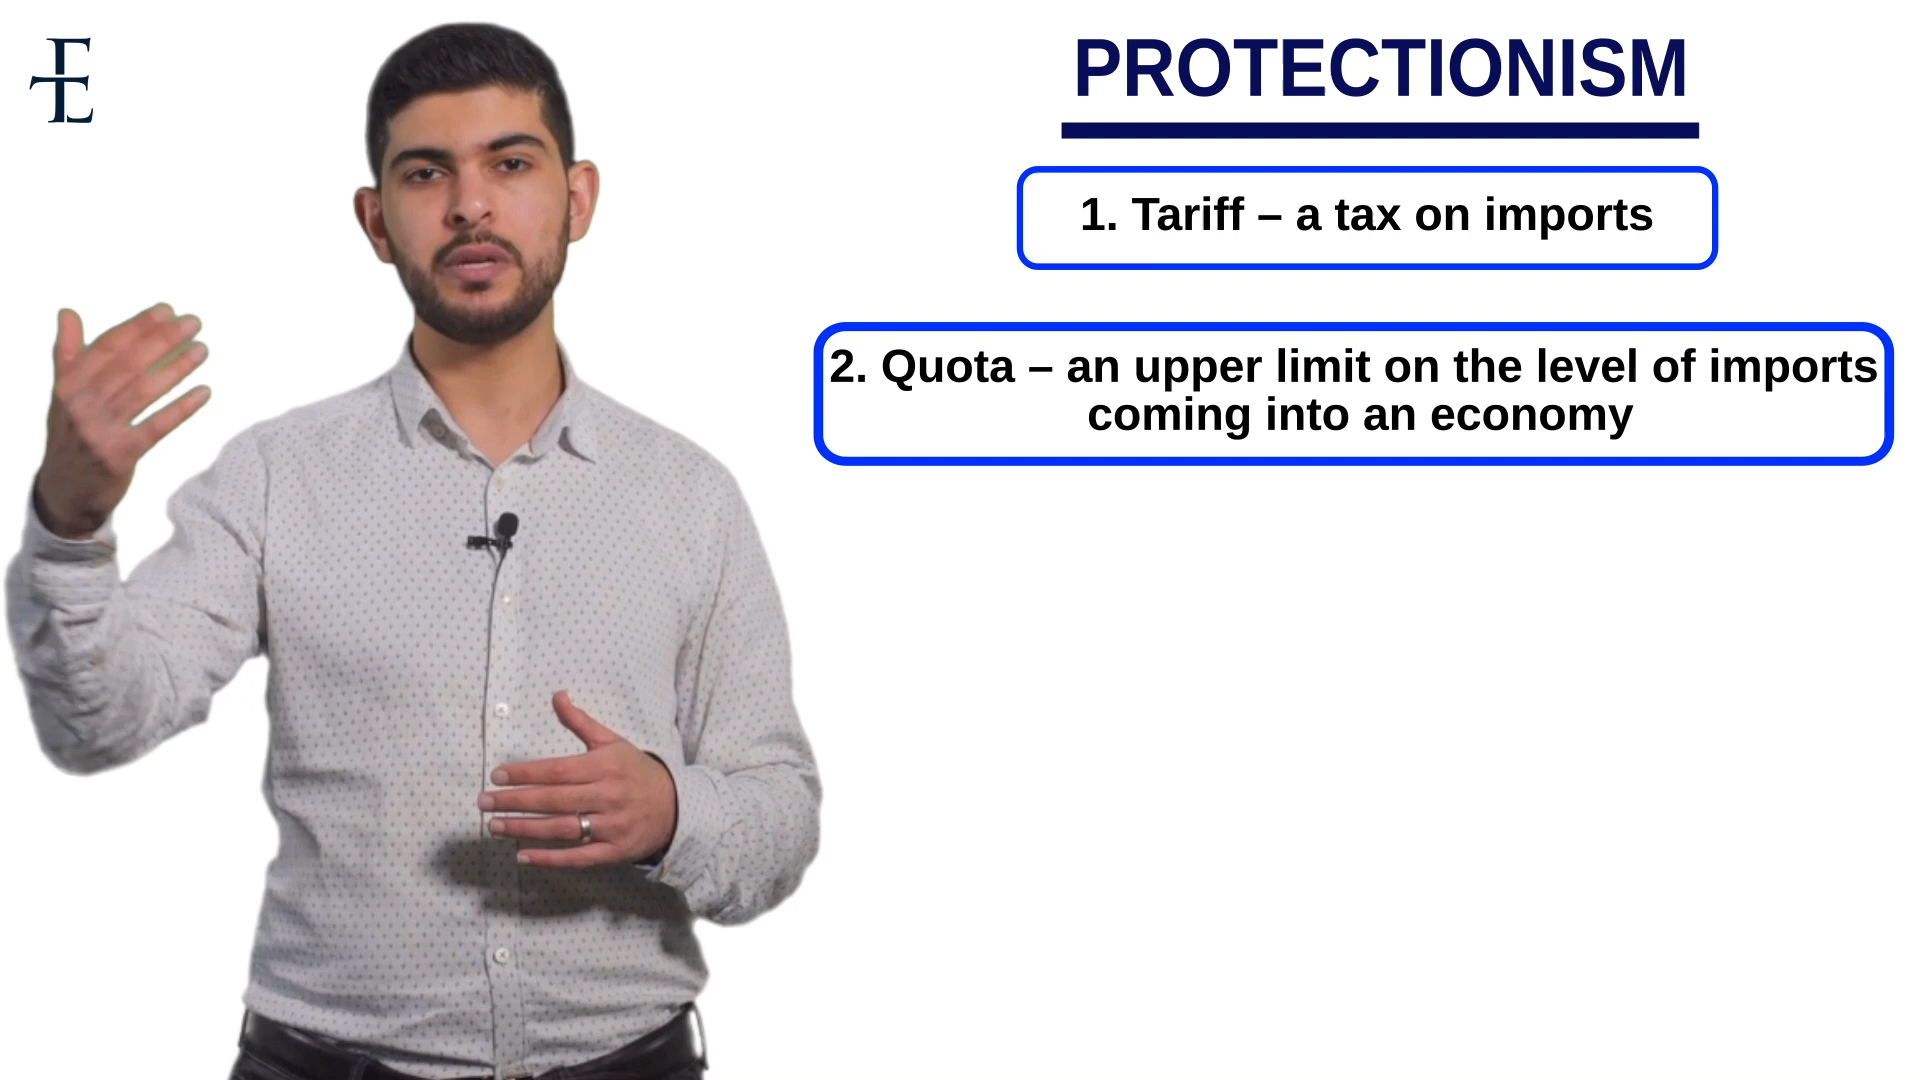 PROTECTIONISM
1. Tariff – a tax on imports
2. Quota – an upper limit on the level of imports
coming into an economy